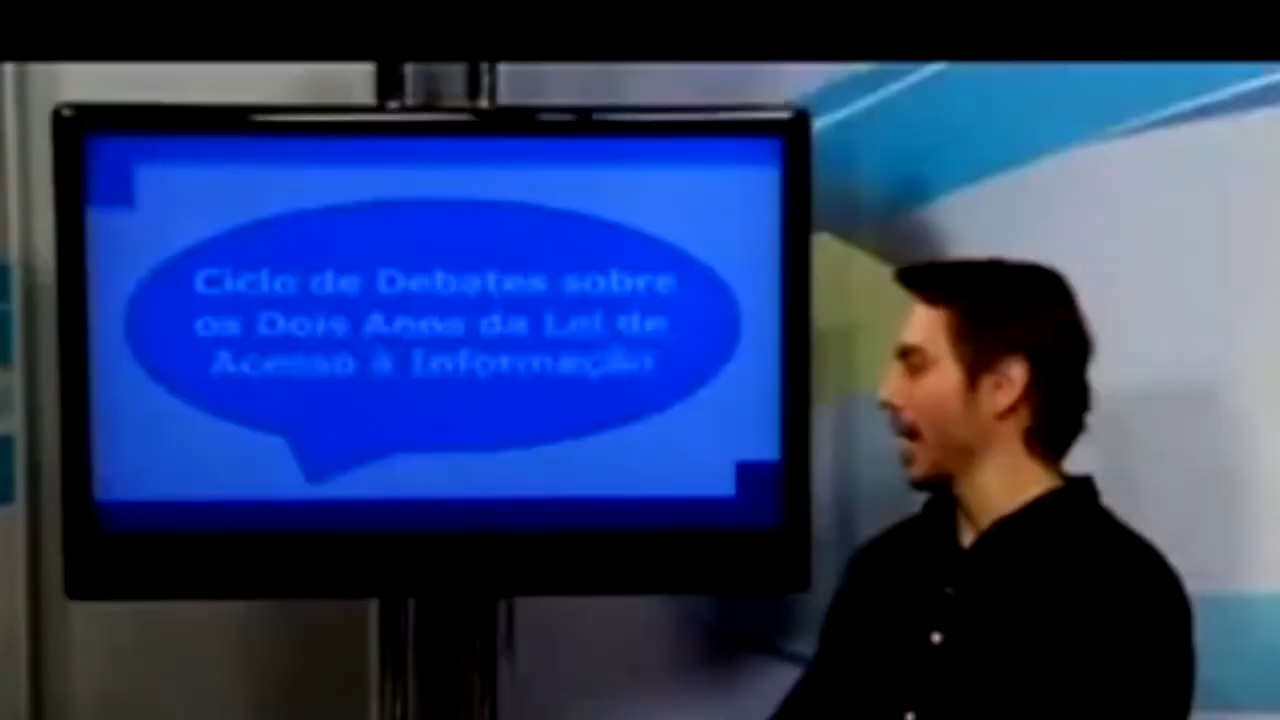 Ciclo de Debates sobre
os Dois Anos da Lei de
Acesso à Informação